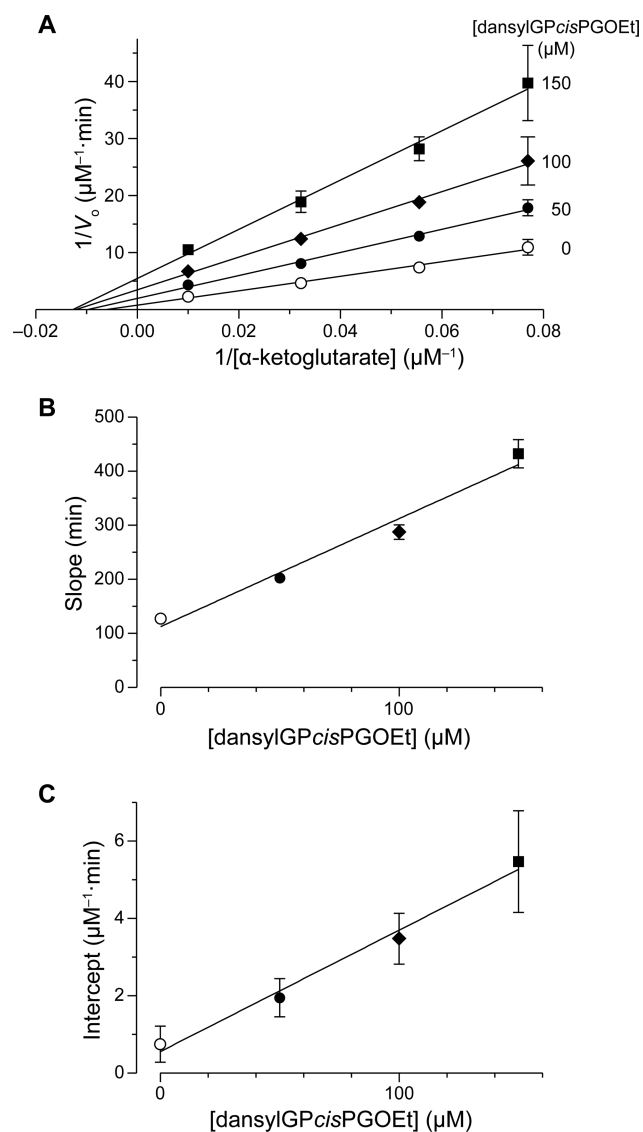 A
[dansylGPcisPGOEt]
(µM)
150
100
50
0
40
30
20
10
1/Vo (µM⁻¹·min)
–0.02
0.00
0.02
0.04
0.06
0.08
1/[α-ketoglutarate] (µM⁻¹)
B
500
400
300
200
100
0
Slope (min)
0
100
[dansylGPcisPGOEt] (µM)
C
6
4
2
0
Intercept (µM⁻¹·min)
0
100
[dansylGPcisPGOEt] (µM)